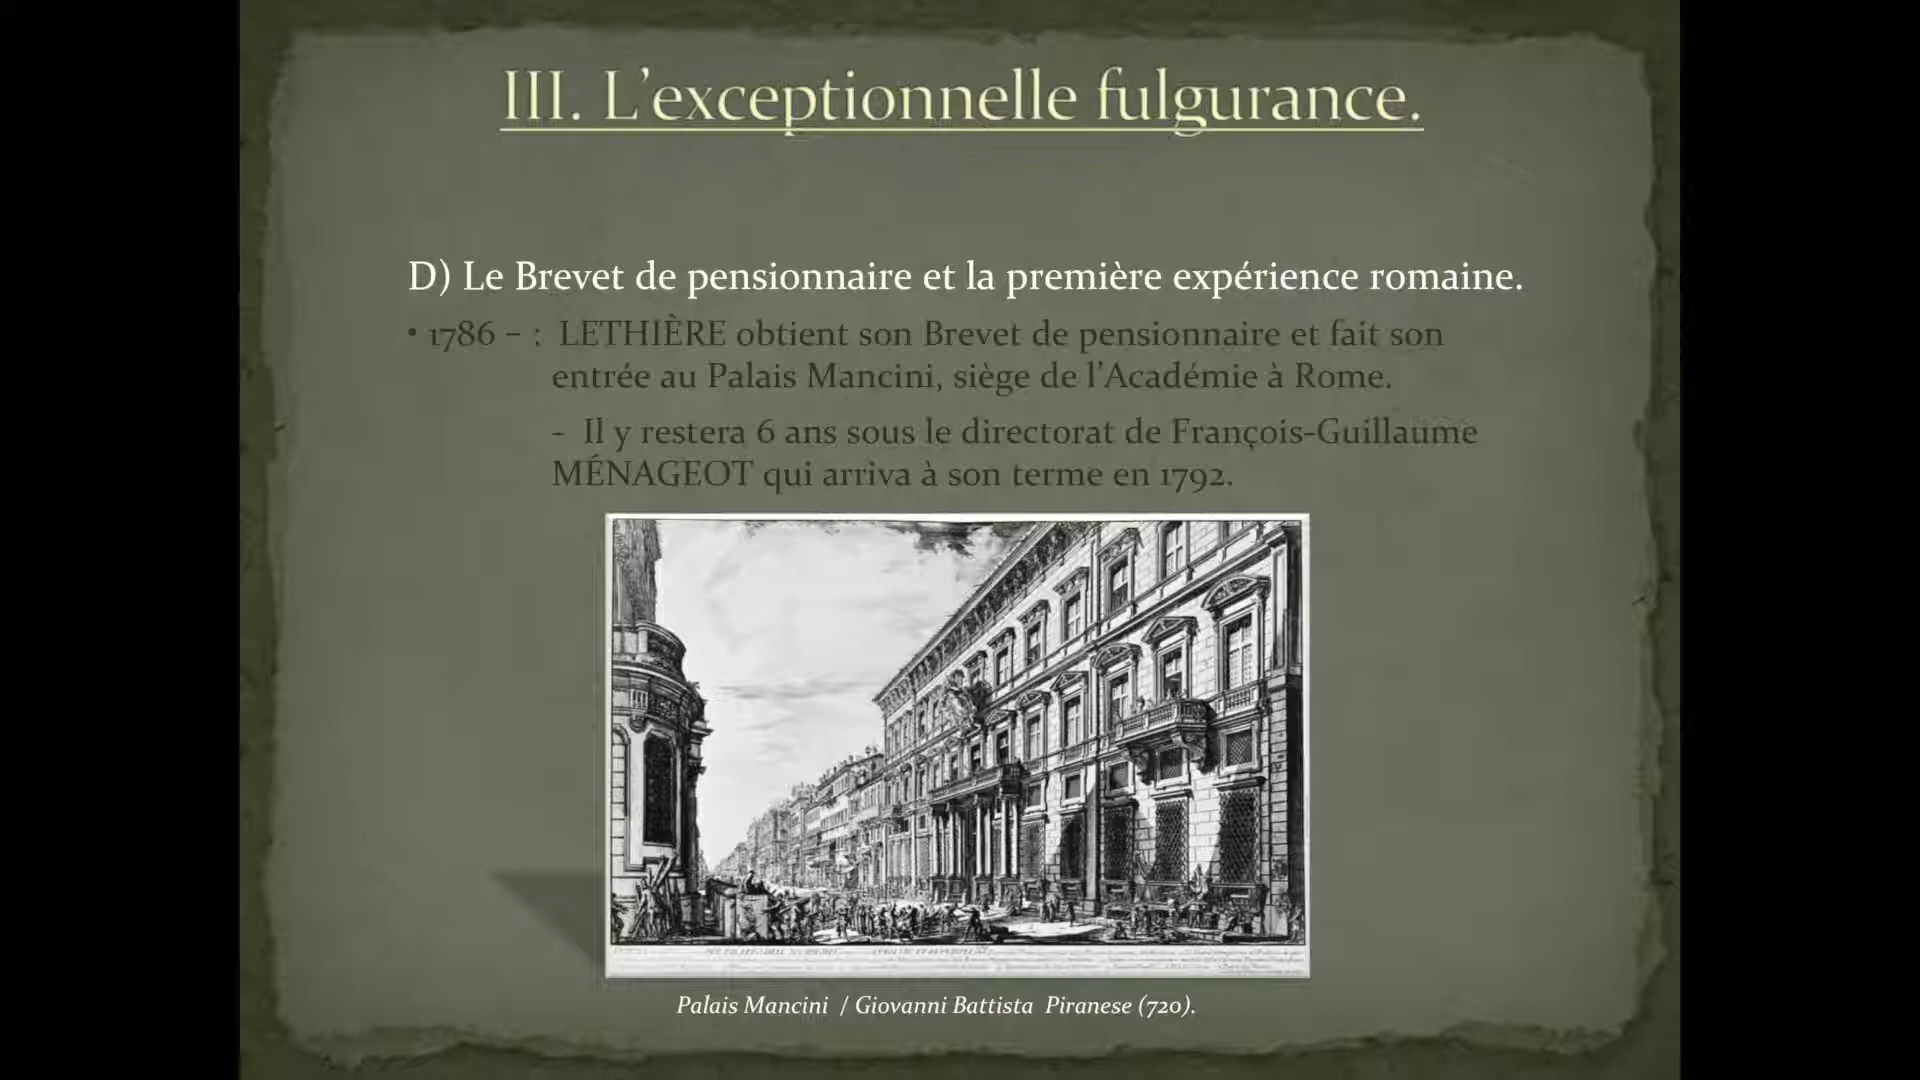 III. L'exceptionnelle fulgurance.
D) Le Brevet de pensionnaire et la première expérience romaine.
• 1786 – : LETHIÈRE obtient son Brevet de pensionnaire et fait son
entrée au Palais Mancini, siège de l'Académie à Rome.
- Il y restera 6 ans sous le directorat de François-Guillaume
MÉNAGEOT qui arriva à son terme en 1792.
Palais Mancini / Giovanni Battista Piranese (720).